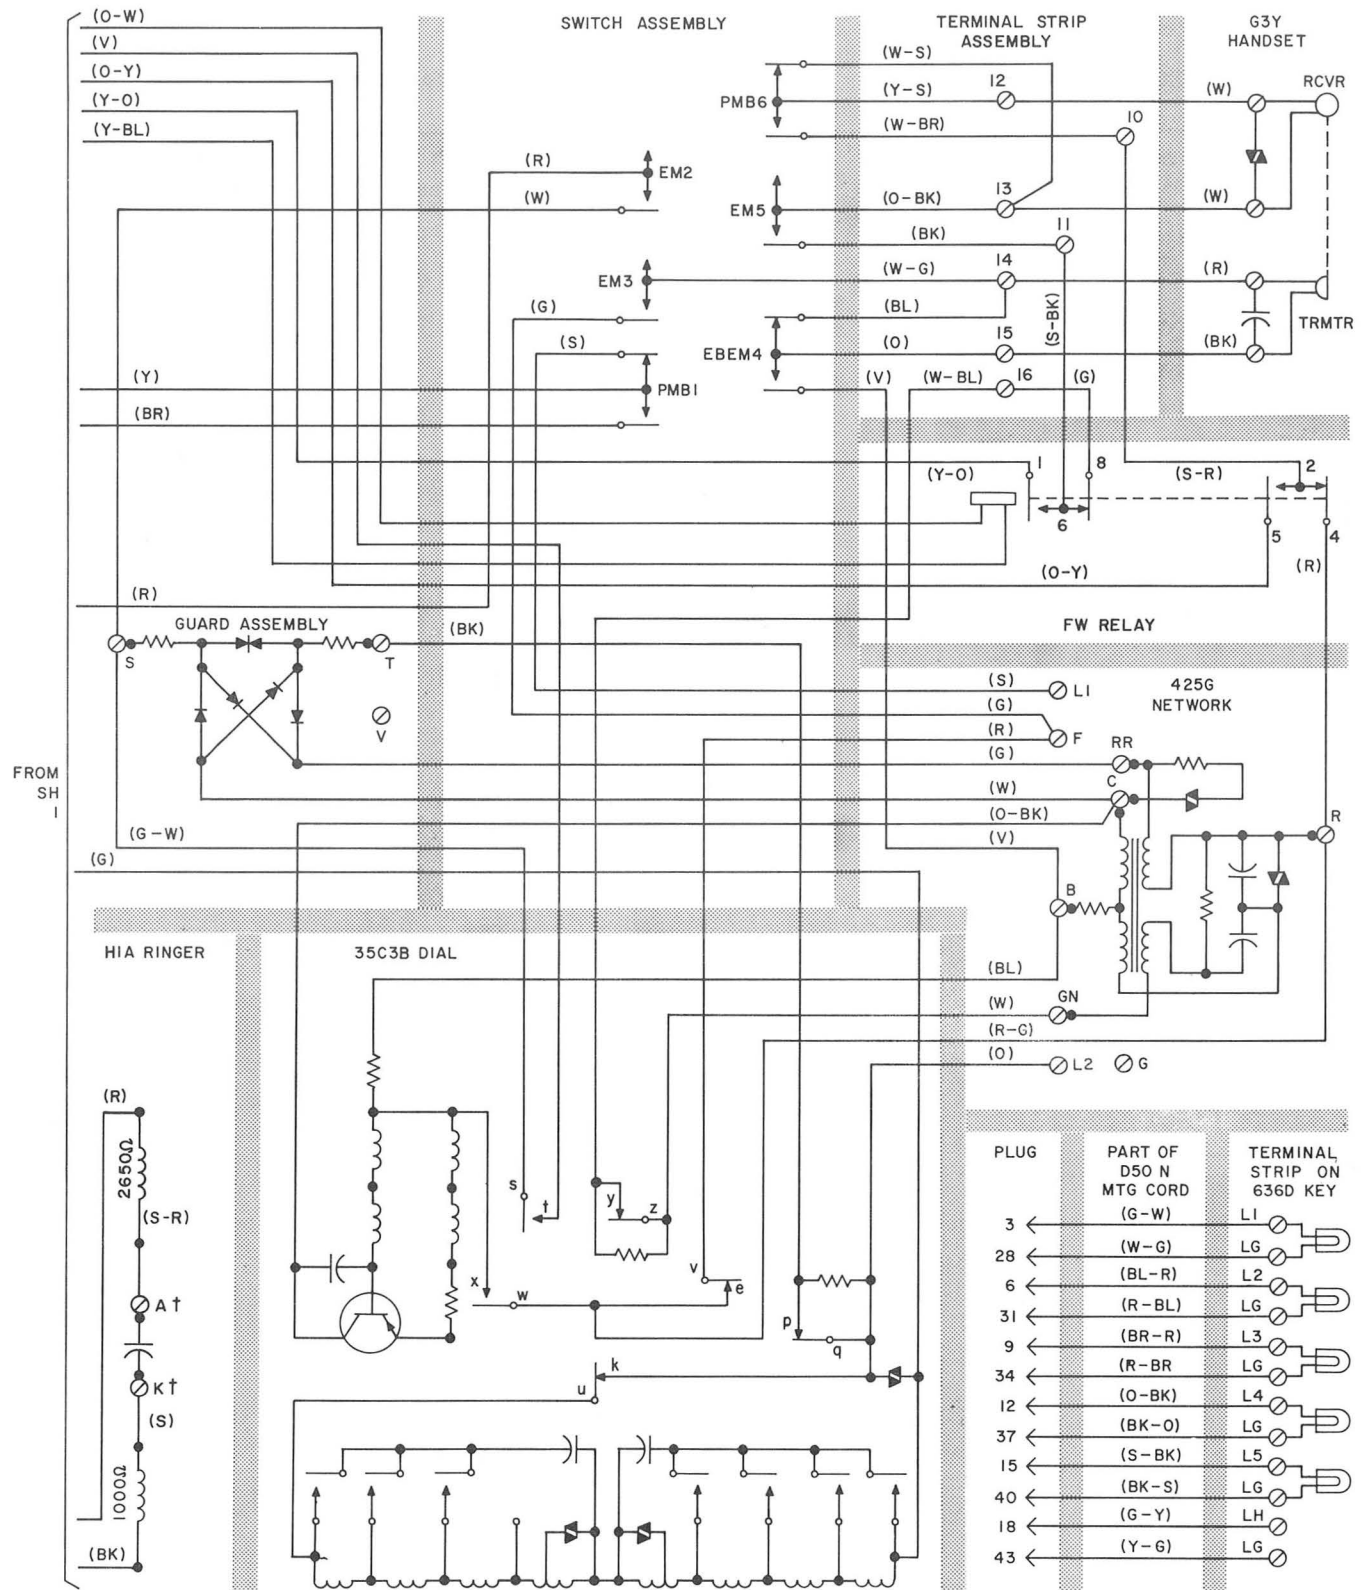 (O-W)
(V)
(O-Y)
(Y-O)
(Y-BL)
SWITCH ASSEMBLY
TERMINAL STRIP
ASSEMBLY
G3Y
HANDSET
(W-S)
PMB6
(Y-S)
12
(W)
RCVR
(W-BR)
10
(R)
EM2
(W)
EM5
(O-BK)
13
(W)
(BK)
11
EM3
(W-G)
14
(R)
(G)
(BL)
(S-BK)
TRMTR
(S)
EBEM4
(O)
15
(BK)
(Y)
PMB1
(V)
(W-BL)
16
(G)
(BR)
(Y-O)
1
8
(S-R)
2
6
5
4
(O-Y)
(R)
(R)
GUARD ASSEMBLY
(BK)
FW RELAY
S
T
V
(S)
L1
425G
NETWORK
(G)
(R)
F
(G)
RR
FROM
SH
1
C
(W)
(O-BK)
R
(G-W)
(V)
(G)
B
H1A RINGER
35C3B DIAL
(BL)
(W)
GN
(R-G)
(O)
L2
G
(R)
2650Ω
(S-R)
A†
K†
(S)
1000Ω
(BK)
s
t
y
z
v
e
x
w
p
q
k
u
PLUG
PART OF
D50 N
MTG CORD
TERMINAL
STRIP ON
636D KEY
3 (G-W) L1
28 (W-G) LG
6 (BL-R) L2
31 (R-BL) LG
9 (BR-R) L3
34 (R-BR LG
12 (O-BK) L4
37 (BK-O) LG
15 (S-BK) L5
40 (BK-S) LG
18 (G-Y) LH
43 (Y-G) LG